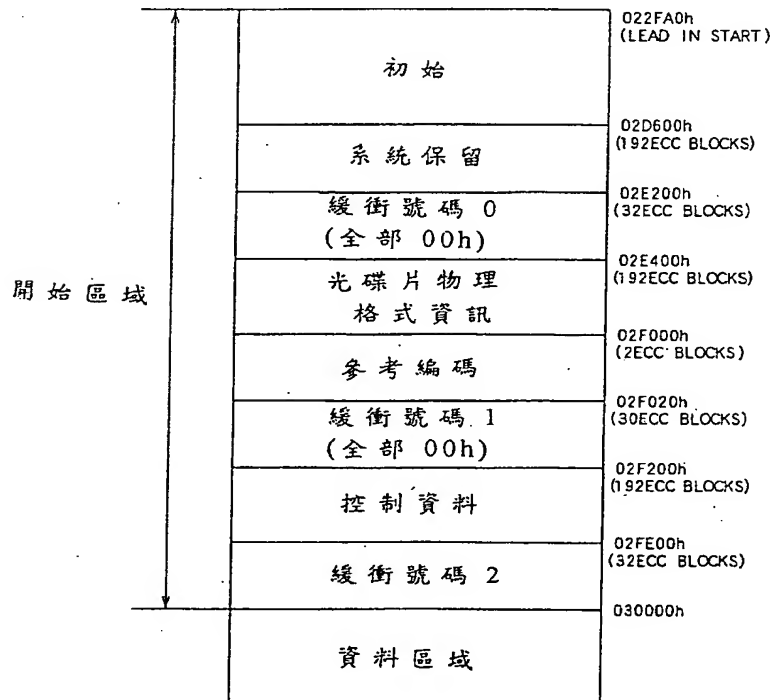 022FA0h
(LEAD IN START)
初始
02D600h
(192ECC BLOCKS)
系統保留
02E200h
(32ECC BLOCKS)
緩衝號碼 0
(全部 00h)
02E400h
(192ECC BLOCKS)
開始區域
光碟片物理
格式資訊
02F000h
(2ECC BLOCKS)
參考編碼
02F020h
(30ECC BLOCKS)
緩衝號碼 1
(全部 00h)
02F200h
(192ECC BLOCKS)
控制資料
02FE00h
(32ECC BLOCKS)
緩衝號碼 2
030000h
資料區域